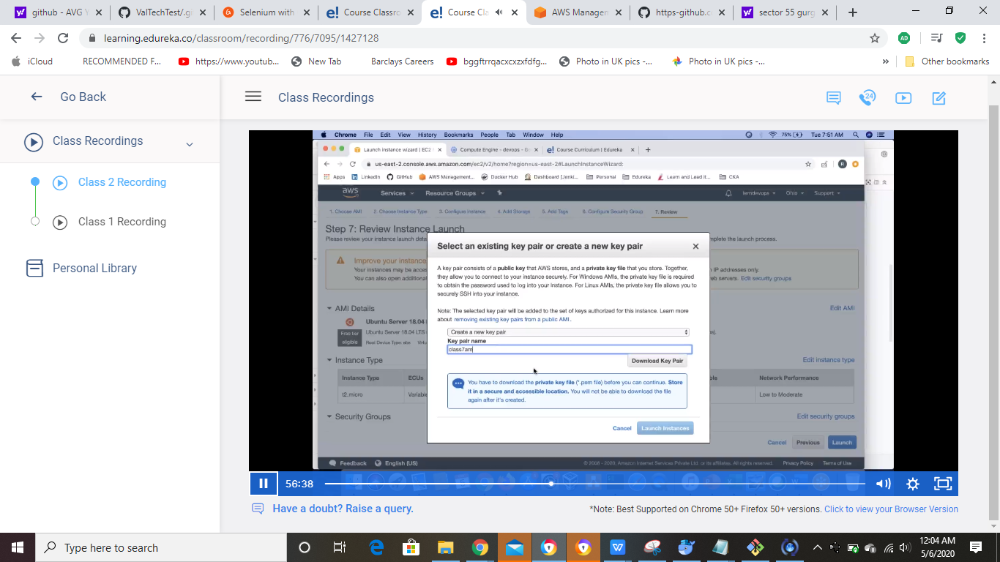 github - AVG Y
ValTechTest/.g
Selenium with
Course Classro
Course Cla
AWS Managen
https-github.c
sector 55 gurg
learning.edureka.co/classroom/recording/776/7095/1427128
iCloud
RECOMMENDED F...
https://www.youtub...
New Tab
Barclays Careers
bggftrrqacxcxzxfdfg...
Photo in UK pics -...
Photo in UK pics -...
»
Other bookmarks
Go Back
Class Recordings
Class 2 Recording
Class 1 Recording
Personal Library
Class Recordings
24
Chrome File Edit View History Bookmarks People Tab Window Help
75% Tue 7:51 AM
Launch instance wizard | EC2
Compute Engine - devops - G
Course Curriculum | Edureka
us-east-2.console.aws.amazon.com/ec2/v2/home?region=us-east-2#LaunchInstanceWizard:
Apps LinkedIn GitHub AWS Management... Docker Hub Dashboard [Jenki... Personal Edureka Learn and Lead it... CKA
aws Services Resource Groups lerndevops Ohio Support
1. Choose AMI 2. Choose Instance Type 3. Configure Instance 4. Add Storage 5. Add Tags 6. Configure Security Group 7. Review
Step 7: Review Instance Launch
Please review your instance launch deta
mplete the launch process.
Improve your instance
Your instances may be acces
IP addresses only.
You can also open additional
eb servers. Edit security groups
AMI Details
Edit AMI
Ubuntu Server 18.04
Free tier eligible
Ubuntu Server 18.04 LTS
Root Device Type: ebs Virtu
Instance Type
Edit instance type
Instance Type ECUs
Network Performance
t2.micro Variable
Low to Moderate
Security Groups
Edit security groups
Cancel Previous Launch
Feedback English (US)
© 2008 - 2020, Amazon Internet Services Private Ltd. or its affiliates. All rights reserved. Privacy Policy Terms of Use
Select an existing key pair or create a new key pair
A key pair consists of a public key that AWS stores, and a private key file that you store. Together,
they allow you to connect to your instance securely. For Windows AMIs, the private key file is required
to obtain the password used to log into your instance. For Linux AMIs, the private key file allows you to
securely SSH into your instance.
Note: The selected key pair will be added to the set of keys authorized for this instance. Learn more
about removing existing key pairs from a public AMI .
Create a new key pair
Key pair name
class7am
Download Key Pair
You have to download the private key file (*.pem file) before you can continue. Store
it in a secure and accessible location. You will not be able to download the file
again after it's created.
Cancel Launch Instances
56:38
Have a doubt? Raise a query.
*Note: Best Supported on Chrome 50+ Firefox 50+ versions. Click to view your Browser Version
Type here to search
12:04 AM
5/6/2020